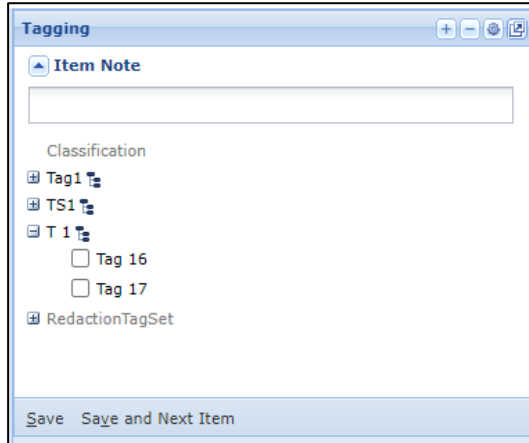 Tagging
Item Note
Classification
Tag1
TS1
T 1
Tag 16
Tag 17
RedactionTagSet
Save Save and Next Item